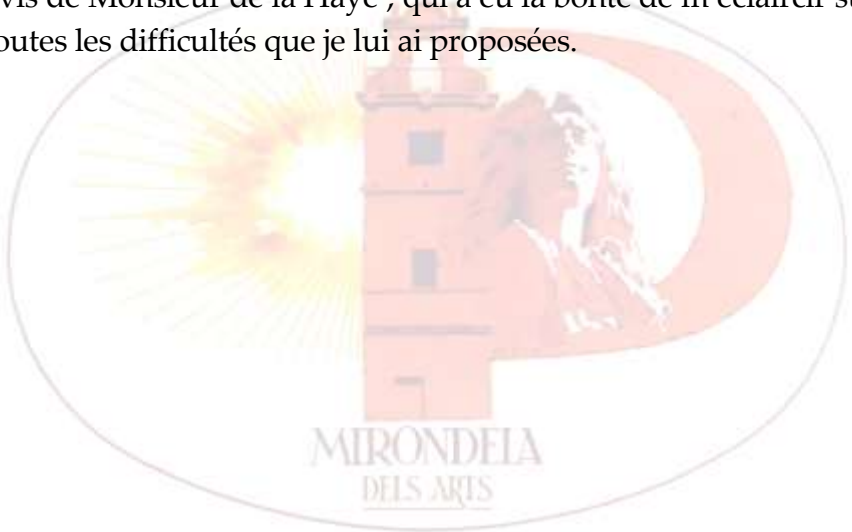 vis de Monsieur de la Haye , qui a eu la bonté de m'éclaircir
outes les difficultés que je lui ai proposées.
MIRONDELA
DELS ARTS